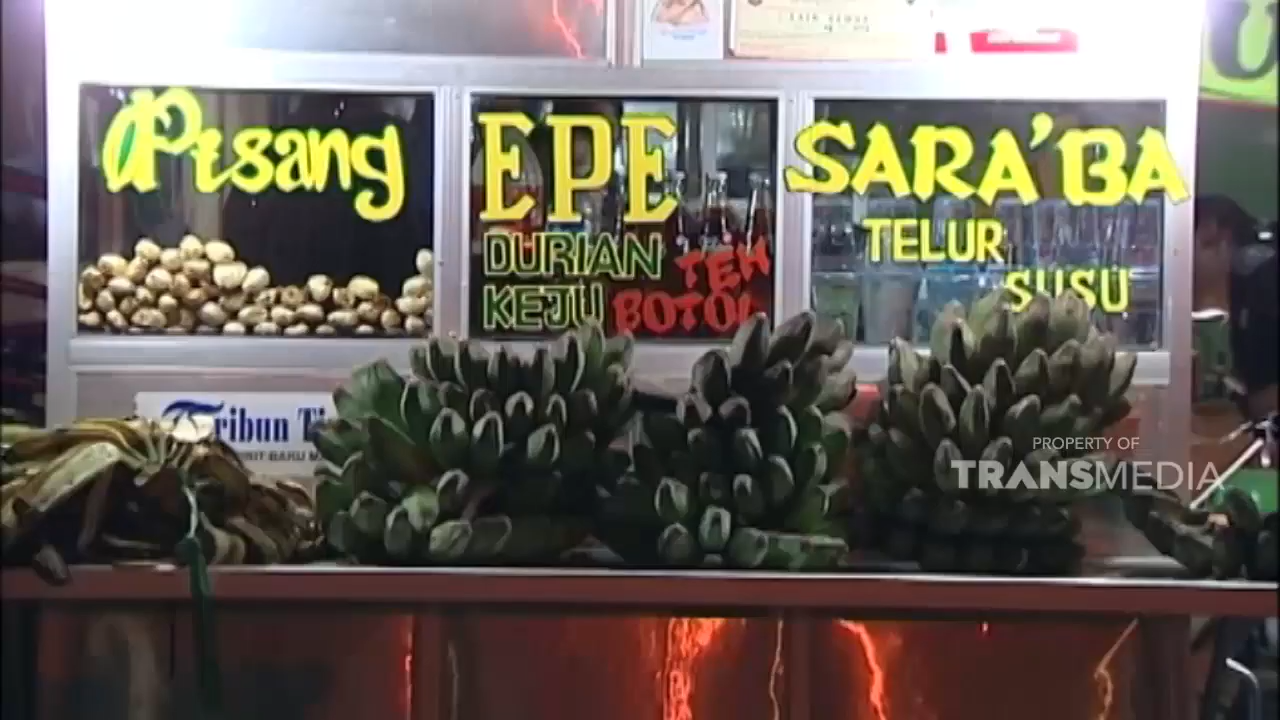 Pisang
EPE
DURIAN
KEJU
TEH
BOTOL
SARA'BA
TELUR
SUSU
Tribun Ti
PROPERTY OF
TRANSMEDIA